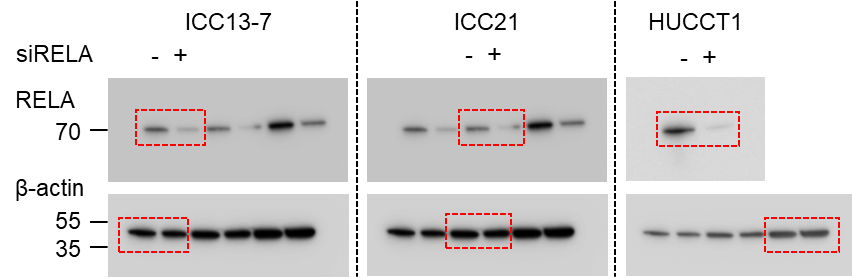 ICC13-7 ICC21 HUCCT1
siRELA - + - + - +
RELA
70
β-actin
55
35